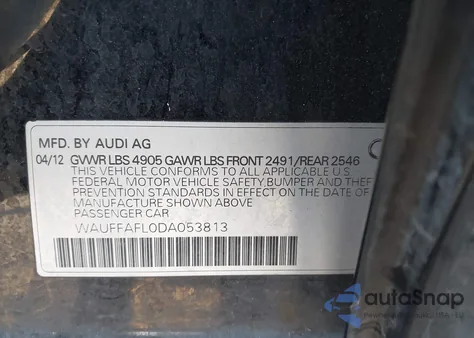 MFD. BY AUDI AG
04/12 GVWR LBS 4905 GAWR LBS FRONT 2491/REAR 2546
THIS VEHICLE CONFORMS TO ALL APPLICABLE U.S.
FEDERAL MOTOR VEHICLE SAFETY, BUMPER AND THEFT
PREVENTION STANDARDS IN EFFECT ON THE DATE OF
MANUFACTURE SHOWN ABOVE
PASSENGER CAR
WAUFFAFL0DA053813
autoSnap